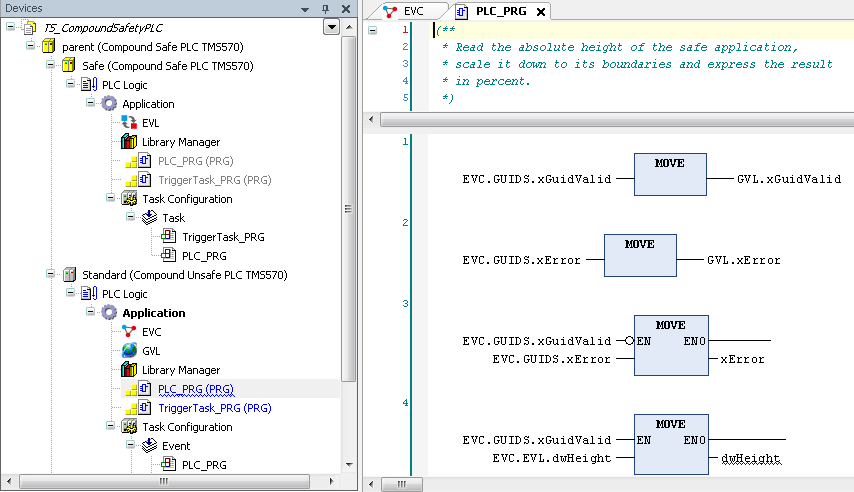 Devices
TS_CompoundSafetyPLC
parent (Compound Safe PLC TMS570)
Safe (Compound Safe PLC TMS570)
PLC Logic
Application
EVL
Library Manager
PLC_PRG (PRG)
TriggerTask_PRG (PRG)
Task Configuration
Task
TriggerTask_PRG
PLC_PRG
Standard (Compound Unsafe PLC TMS570)
PLC Logic
Application
EVC
GVL
Library Manager
PLC_PRG (PRG)
TriggerTask_PRG (PRG)
Task Configuration
Event
PLC_PRG
EVC PLC_PRG
1 (**
2 * Read the absolute height of the safe application,
3 * scale it down to its boundaries and express the result
4 * in percent.
5 *)
1
MOVE
EVC.GUIDS.xGuidValid GVL.xGuidValid
2
MOVE
EVC.GUIDS.xError GVL.xError
3
MOVE
EVC.GUIDS.xGuidValid EN ENO
EVC.GUIDS.xError xError
4
MOVE
EVC.GUIDS.xGuidValid EN ENO
EVC.EVL.dwHeight dwHeight